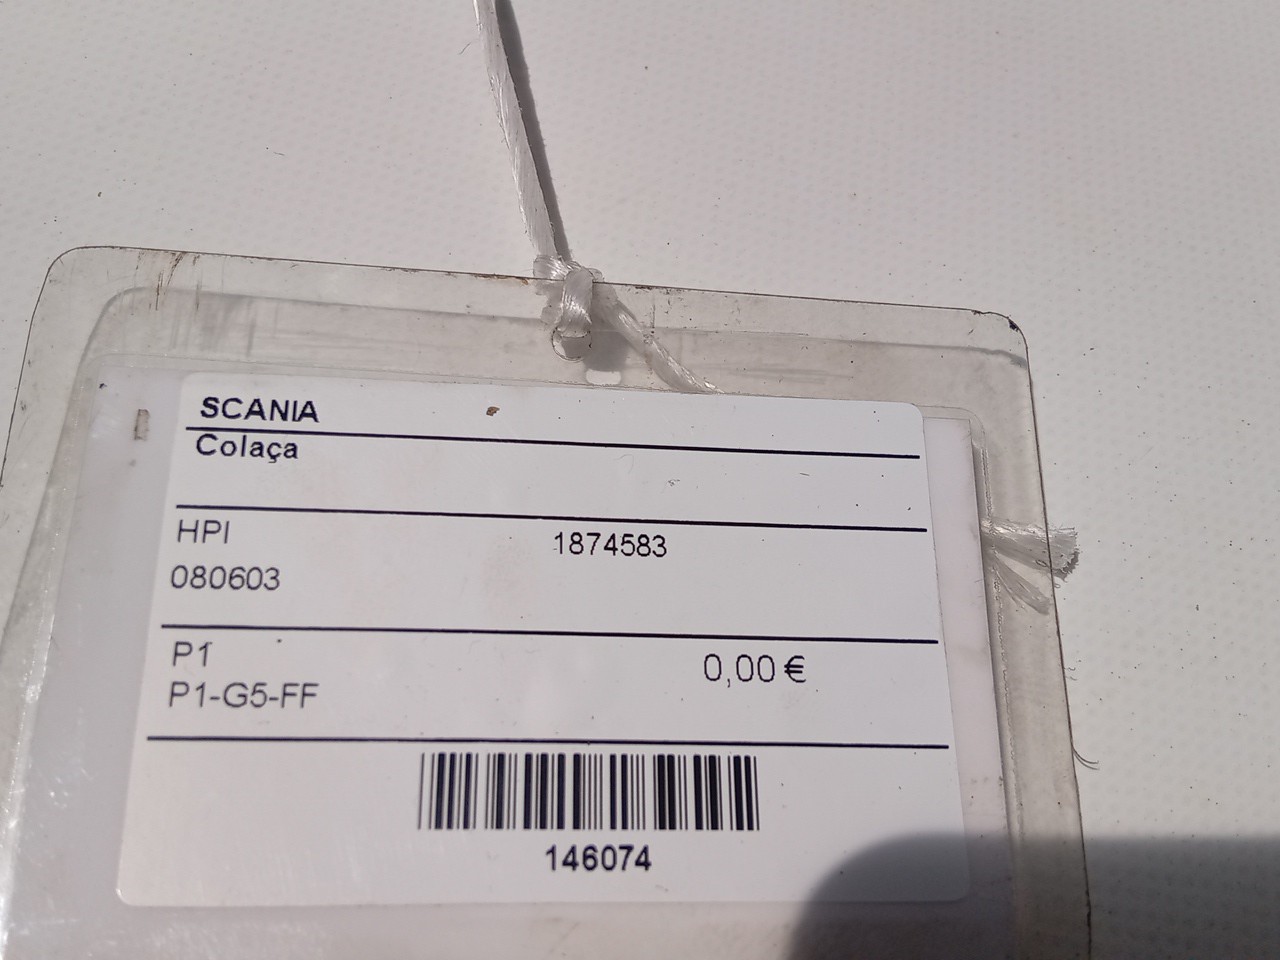 SCANIA
Colaça
HPI 1874583
080603
P1 0,00 €
P1-G5-FF
146074